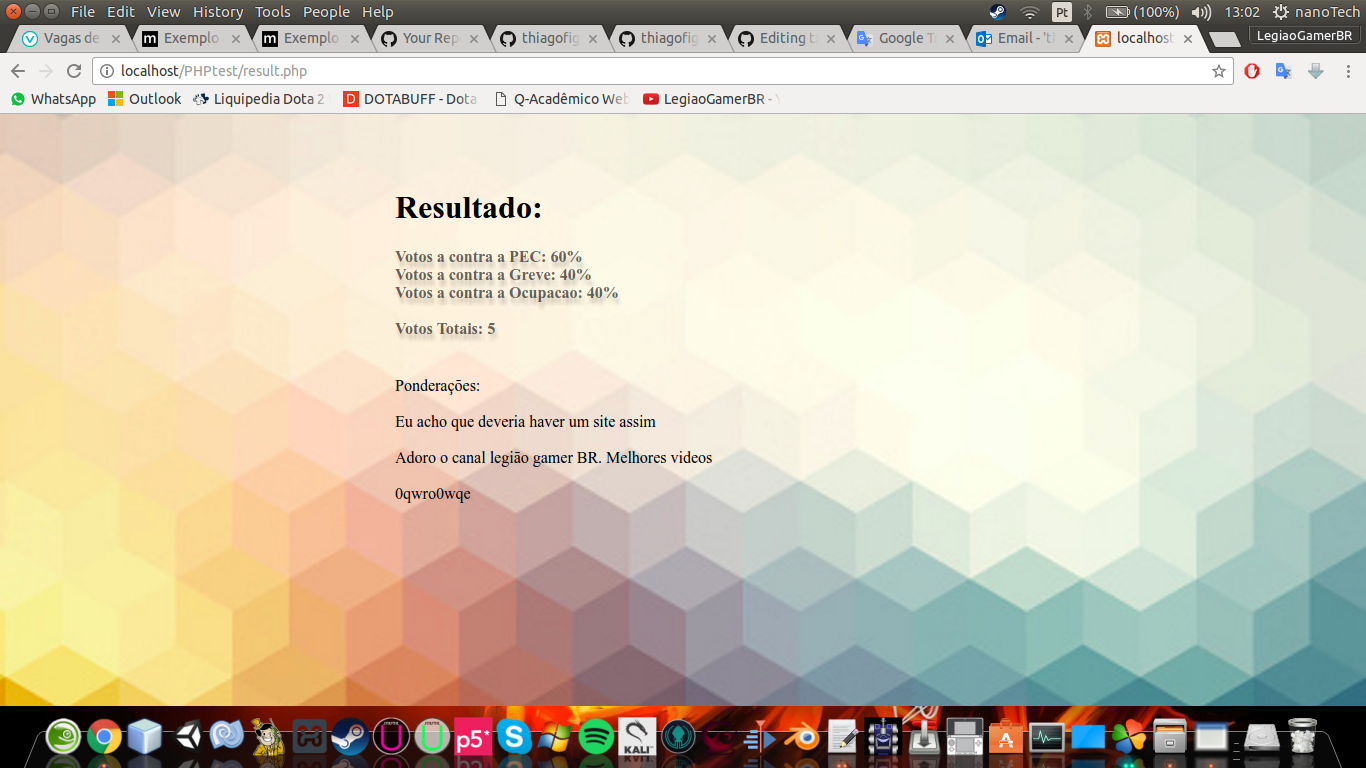 File Edit View History Tools People Help
Pt (100%) 13:02 nanoTech
Vagas de
Exemplo
Exemplo
Your Rep
thiagofig
thiagofig
Editing t
Google T
Email - 't
localhost
LegiaoGamerBR
localhost/PHPtest/result.php
WhatsApp
Outlook
Liquipedia Dota 2
DOTABUFF - Dota
Q-Acadêmico Web
LegiaoGamerBR - Y
Resultado:
Votos a contra a PEC: 60%
Votos a contra a Greve: 40%
Votos a contra a Ocupacao: 40%
Votos Totais: 5
Ponderações:
Eu acho que deveria haver um site assim
Adoro o canal legião gamer BR. Melhores videos
0qwro0wqe
p5*
KALI